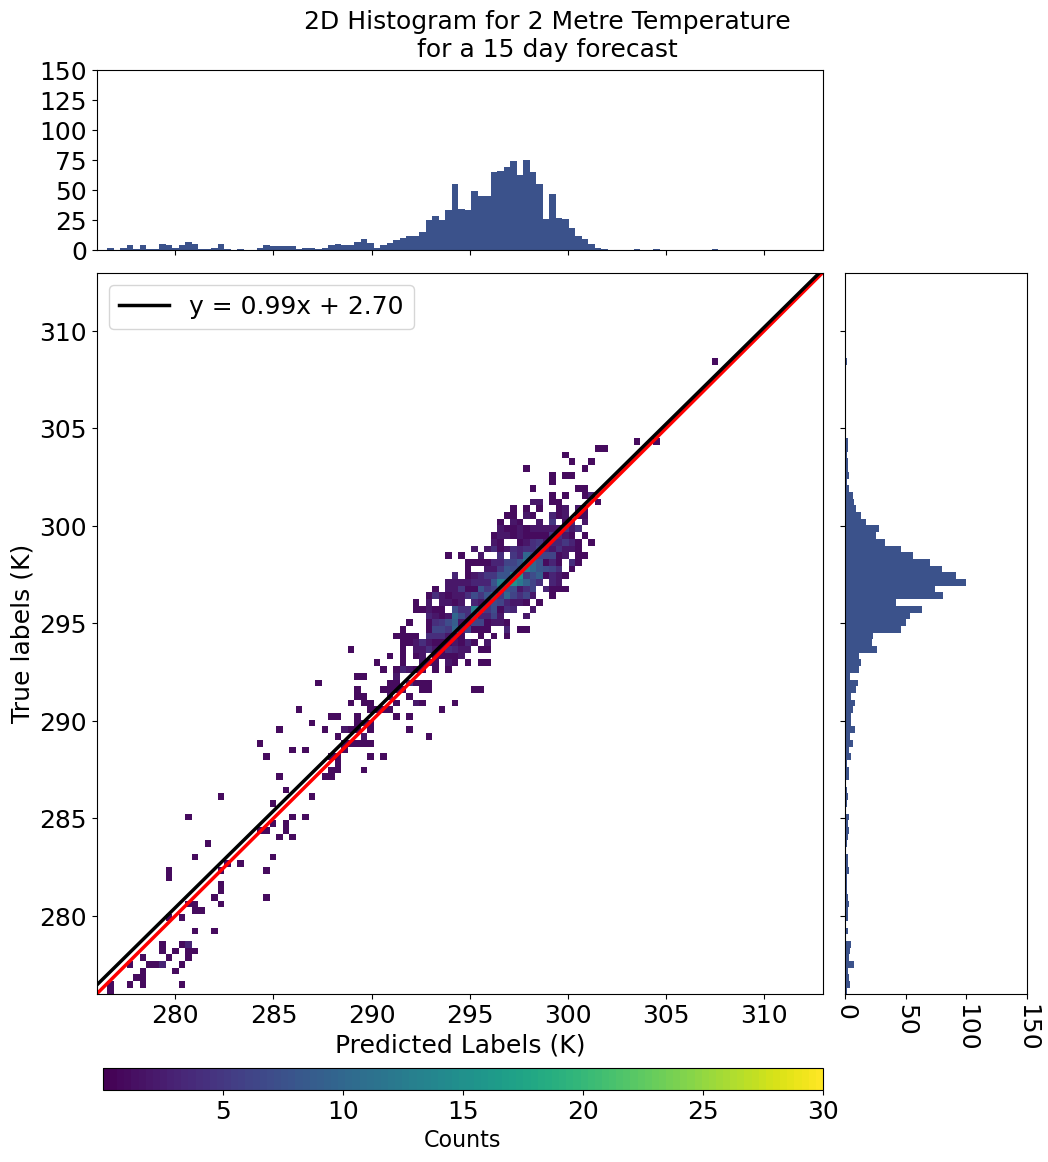 2D Histogram for 2 Metre Temperature
for a 15 day forecast
150
125
100
75
50
25
0
y = 0.99x + 2.70
310
305
300
295
290
285
280
True labels (K)
280 285 290 295 300 305 310
Predicted Labels (K)
0 50 100 150
5 10 15 20 25 30
Counts